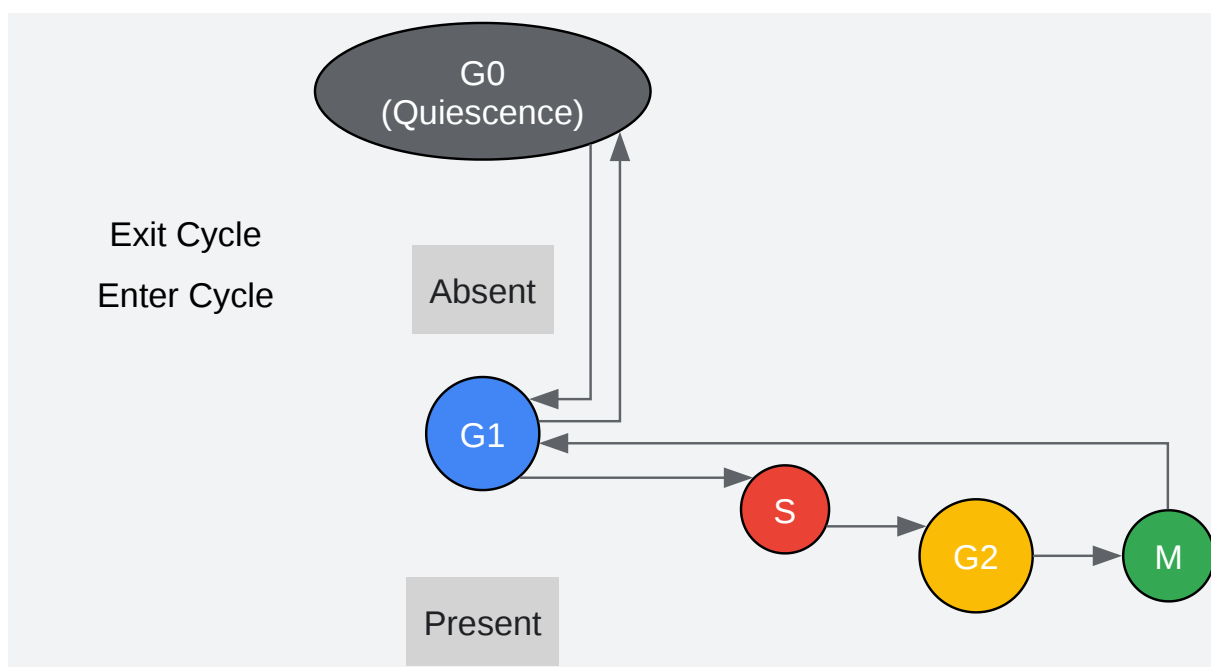 G0
(Quiescence)
Exit Cycle
Enter Cycle
Absent
G1
S
G2
M
Present